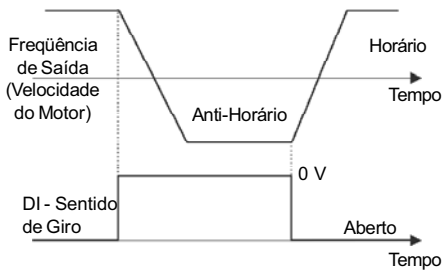 Freqüência
de Saída
(Velocidade
do Motor)
Horário
Tempo
Anti-Horário
0 V
DI - Sentido
de Giro
Aberto
Tempo